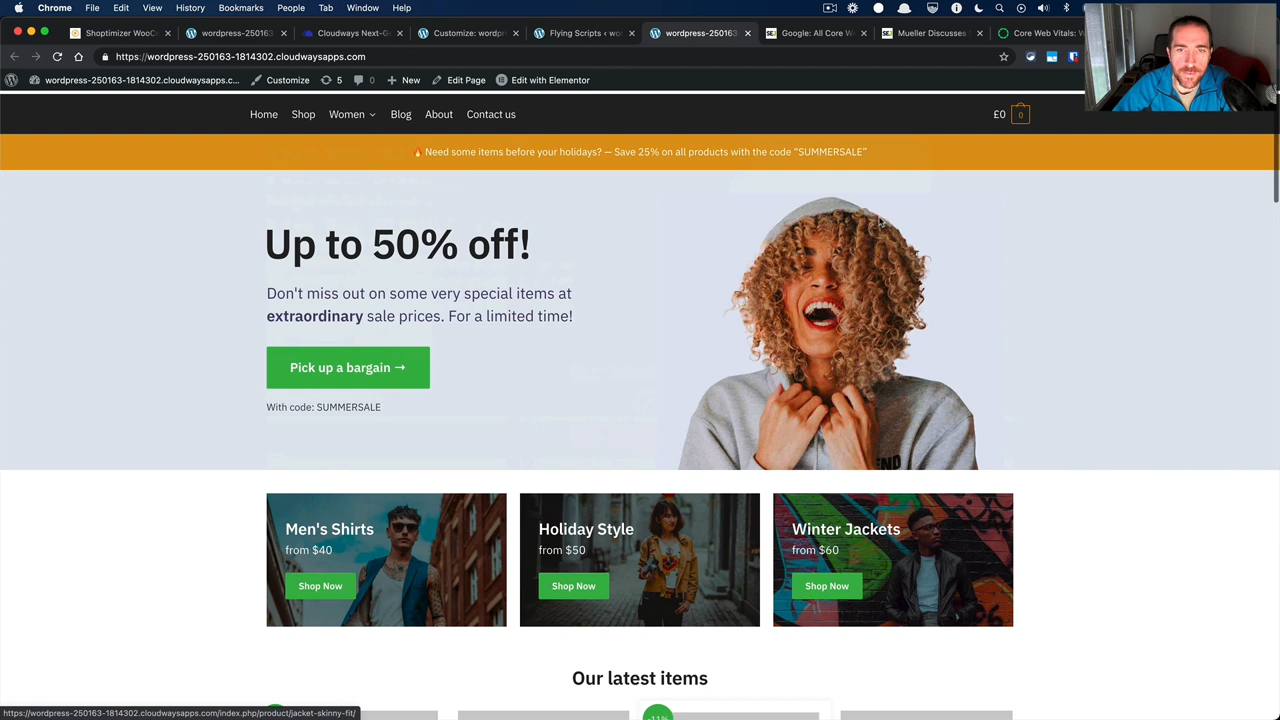 Chrome File Edit View History Bookmarks People Tab Window Help
Shoptimizer WooCo wordpress-250163 Cloudways Next-G Customize: wordpr Flying Scripts ‹ wo wordpress-250163 Google: All Core W Mueller Discusses Core Web Vitals:
https://wordpress-250163-1814302.cloudwaysapps.com
wordpress-250163-1814302.cloudwaysapps.c... Customize 5 0 New Edit Page Edit with Elementor
Home Shop Women Blog About Contact us £0 0
Need some items before your holidays? — Save 25% on all products with the code “SUMMERSALE”
Up to 50% off!
Don't miss out on some very special items at
extraordinary sale prices. For a limited time!
Pick up a bargain →
With code: SUMMERSALE
Men's Shirts
from $40
Shop Now
Holiday Style
from $50
Shop Now
Winter Jackets
from $60
Shop Now
Our latest items
-11%
https://wordpress-250163-1814302.cloudwaysapps.com/index.php/product/jacket-skinny-fit/